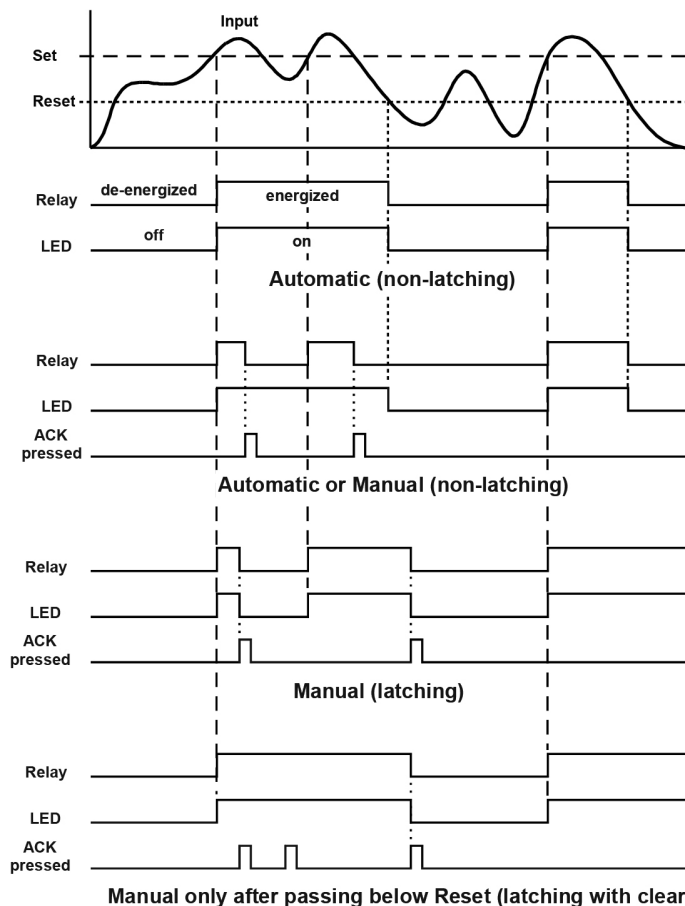 Input
Set
Reset
Relay de-energized energized
LED off on
Automatic (non-latching)
Relay
LED
ACK
pressed
Automatic or Manual (non-latching)
Relay
LED
ACK
pressed
Manual (latching)
Relay
LED
ACK
pressed
Manual only after passing below Reset (latching with clear